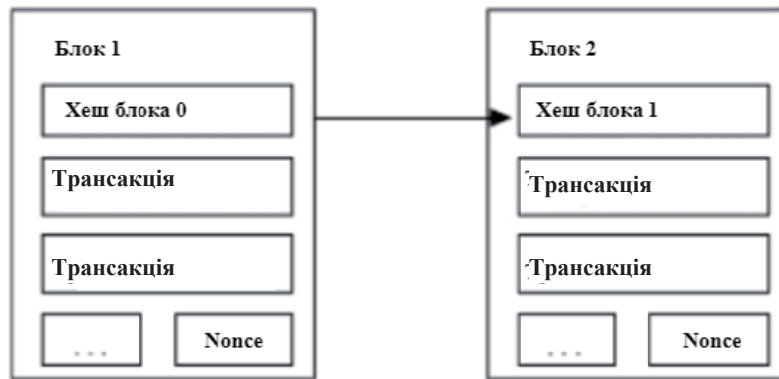 Блок 1
Хеш блока 0
Трансакція
Трансакція
. . .
Nonce
Блок 2
Хеш блока 1
Трансакція
Трансакція
. . .
Nonce